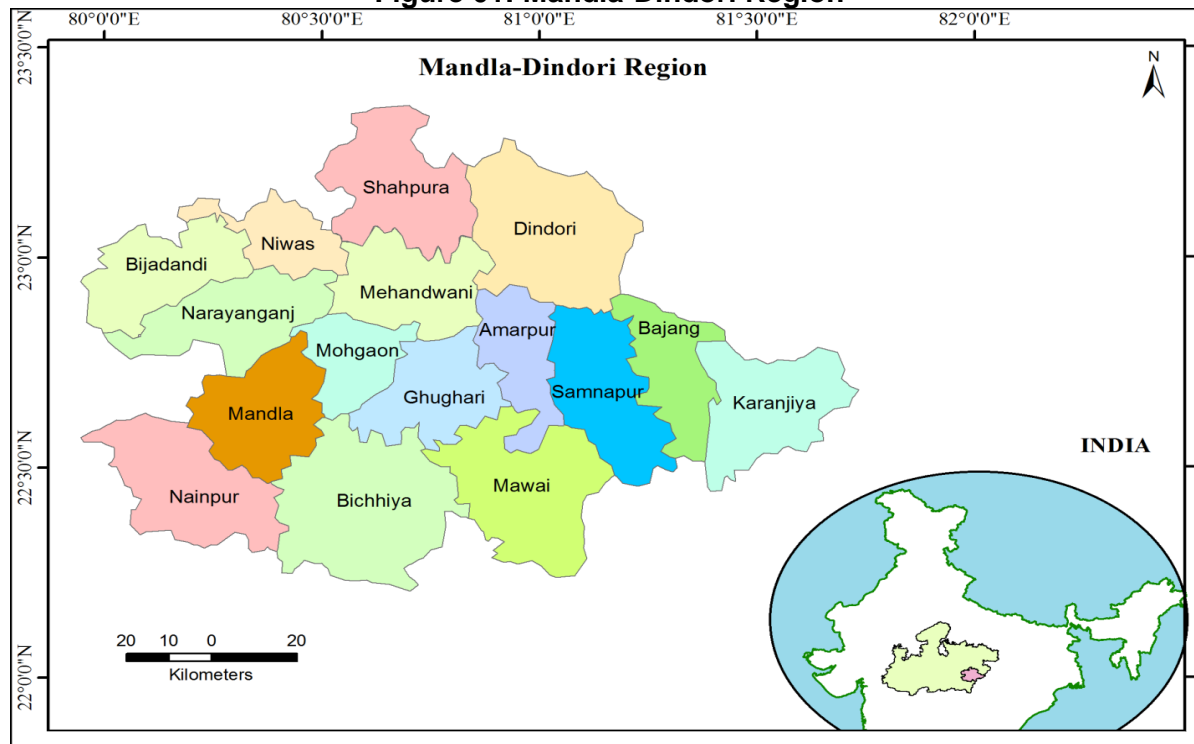 80°0'0"E 80°30'0"E 81°0'0"E 81°30'0"E 82°0'0"E
23°30'0"N
Mandla-Dindori Region
N
Shahpura
Dindori
Niwas
23°0'0"N
Bijadandi
Mehandwani
Narayanganj
Amarpur
Bajang
Mohgaon
Samnapur
Ghughari
Karanjiya
Mandla
INDIA
22°30'0"N
Mawai
Nainpur
Bichhiya
20 10 0 20
Kilometers
22°0'0"N